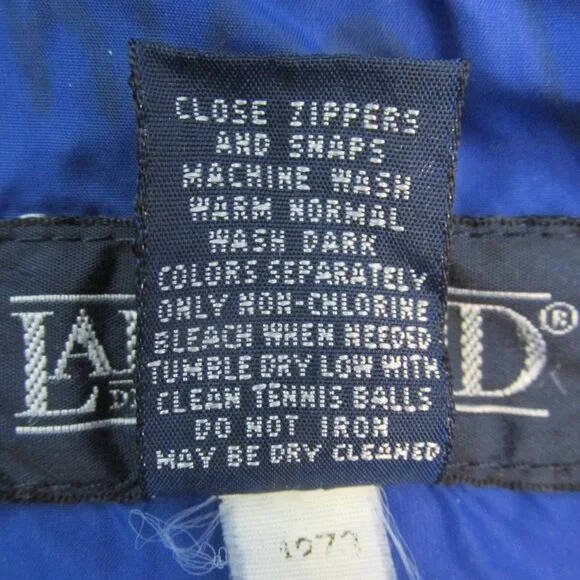 CLOSE ZIPPERS
AND SNAPS
MACHINE WASH
WARM NORMAL
WASH DARK
COLORS SEPARATELY
ONLY NON-CHLORINE
BLEACH WHEN NEEDED
TUMBLE DRY LOW WITH
CLEAN TENNIS BALLS
DO NOT IRON
MAY BE DRY CLEANED